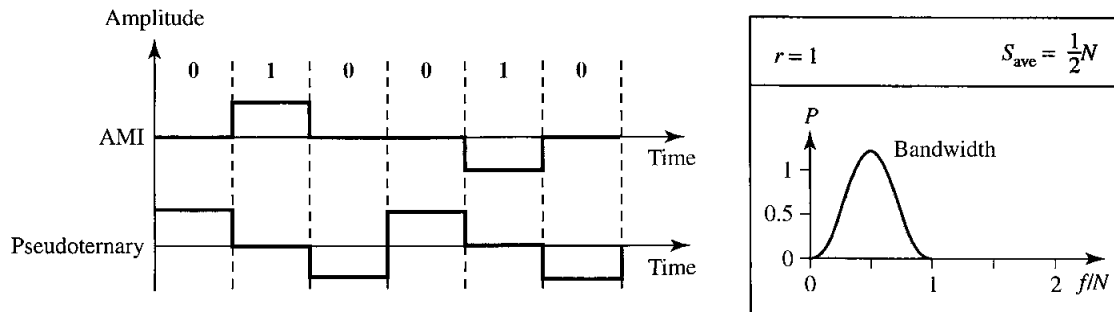 Amplitude
0 1 0 0 1 0
AMI
Time
Pseudoternary
Time
r = 1
S_ave = 1/2 N
P
Bandwidth
1
0.5
0
0 1 2 f/N